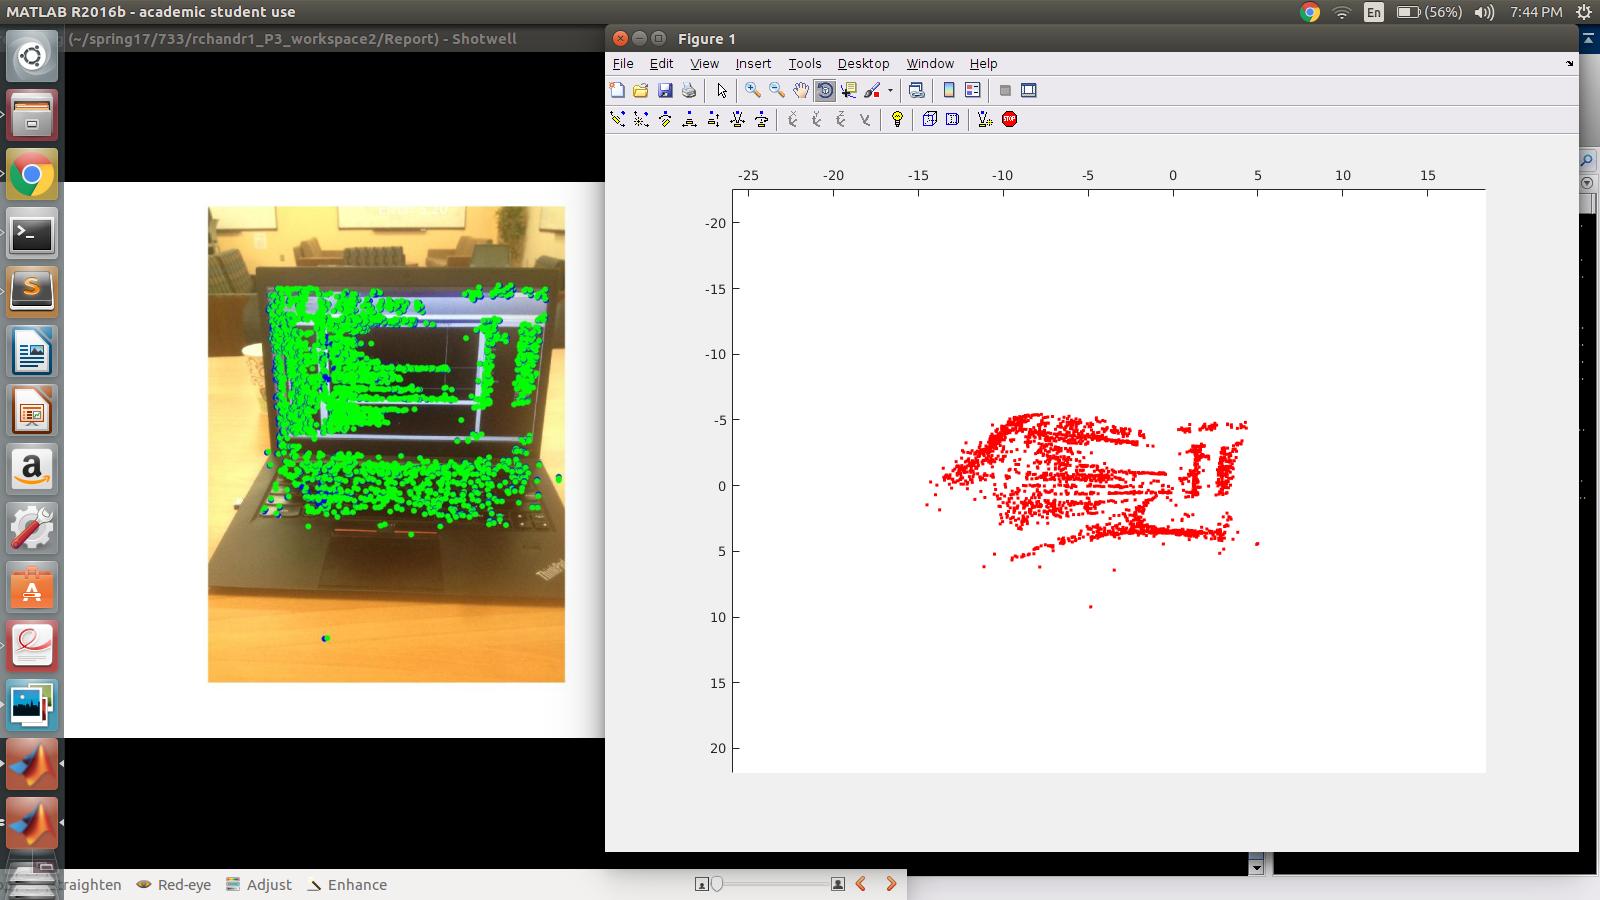 MATLAB R2016b - academic student use
En
(56%)
7:44 PM
(~/spring17/733/rchandr1_P3_workspace2/Report) - Shotwell
Figure 1
File Edit View Insert Tools Desktop Window Help
STOP
-25 -20 -15 -10 -5 0 5 10 15
-20
-15
-10
-5
0
5
10
15
20
Red-eye
Adjust
Enhance